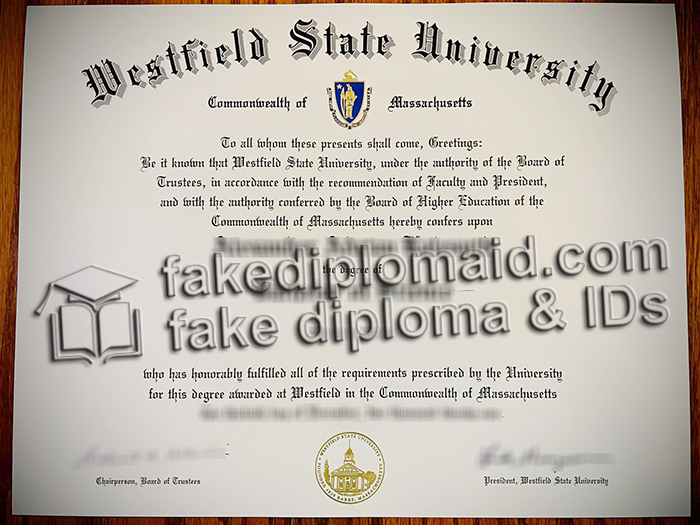 Westfield State University
Commonwealth of Massachusetts
To all whom these presents shall come, Greetings:
Be it known that Westfield State University, under the authority of the Board of
Trustees, in accordance with the recommendation of Faculty and President,
and with the authority conferred by the Board of Higher Education of the
Commonwealth of Massachusetts hereby confers upon
the degree of
fakediplomaid.com
fake diploma & IDs
who has honorably fulfilled all of the requirements prescribed by the University
for this degree awarded at Westfield in the Commonwealth of Massachusetts
WESTFIELD STATE UNIVERSITY
Chairperson, Board of Trustees
President, Westfield State University